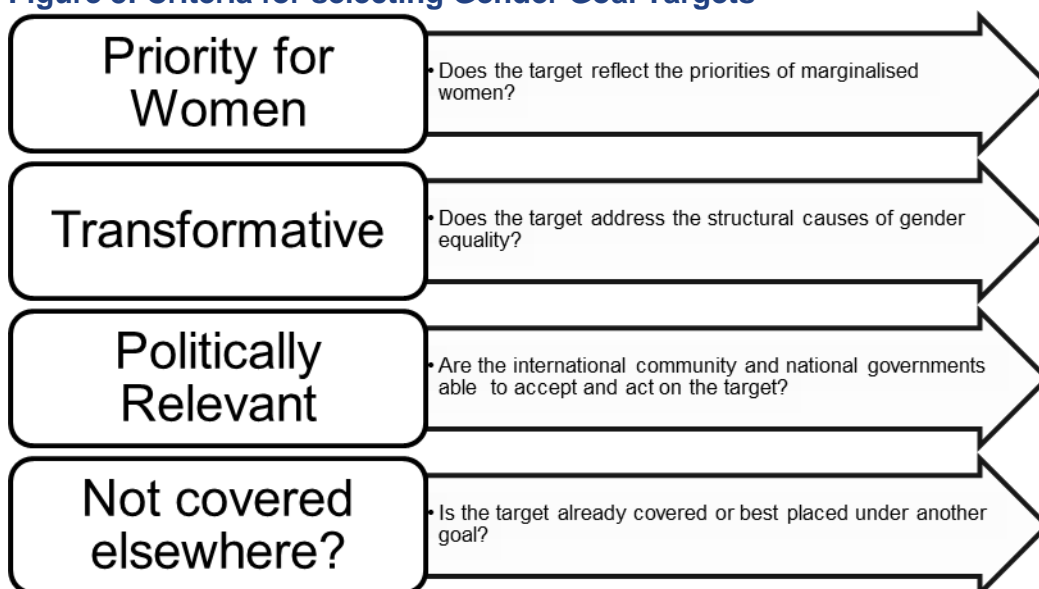 Figure 3: Criteria for selecting Gender Goal Targets
Priority for
Women
• Does the target reflect the priorities of marginalised
women?
Transformative
• Does the target address the structural causes of gender
equality?
Politically
Relevant
• Are the international community and national governments
able to accept and act on the target?
Not covered
elsewhere?
• Is the target already covered or best placed under another
goal?